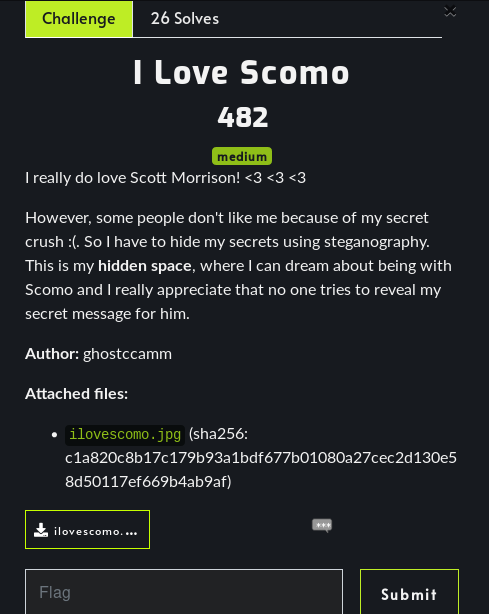 Challenge 26 Solves
I Love Scomo
482
medium
I really do love Scott Morrison! <3 <3 <3
However, some people don't like me because of my secret
crush :(. So I have to hide my secrets using steganography.
This is my hidden space, where I can dream about being with
Scomo and I really appreciate that no one tries to reveal my
secret message for him.
Author: ghostccamm
Attached files:
• ilovescomo.jpg (sha256:
c1a820c8b17c179b93a1bdf677b01080a27cec2d130e5
8d50117ef669b4ab9af)
ilovescomo.…
Flag
Submit